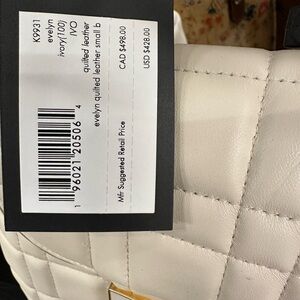 K9931
evelyn
ivory(100)
IVO
quilted leather
evelyn quilted leather small b
1 96021 20506 4
Mfr Suggested Retail Price
CAD $498.00
USD $428.00